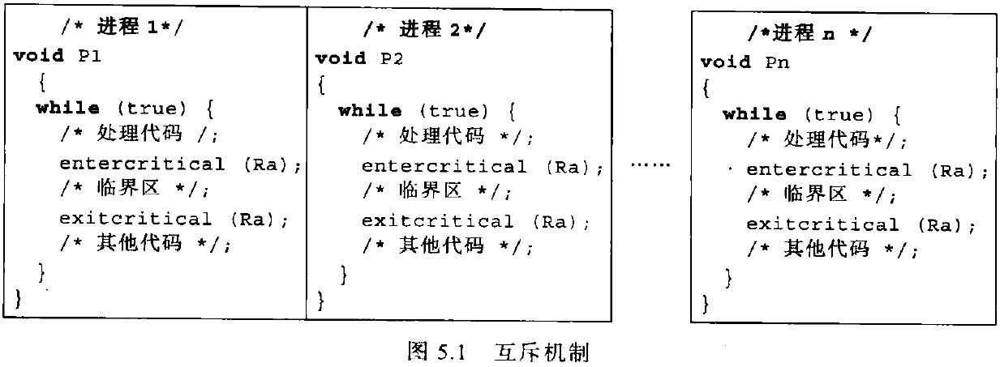 /* 进程 1*/
void P1
{
while (true) {
/* 处理代码 /;
entercritical (Ra);
/* 临界区 */;
exitcritical (Ra);
/* 其他代码 */;
}
}
/* 进程 2*/
void P2
{
while (true) {
/* 处理代码 */;
entercritical (Ra);
/* 临界区 */;
exitcritical (Ra);
/* 其他代码 */;
}
}
……
/*进程 n */
void Pn
{
while (true) {
/* 处理代码*/;
entercritical (Ra);
/* 临界区 */;
exitcritical (Ra);
/* 其他代码 */;
}
}
图 5.1 互斥机制